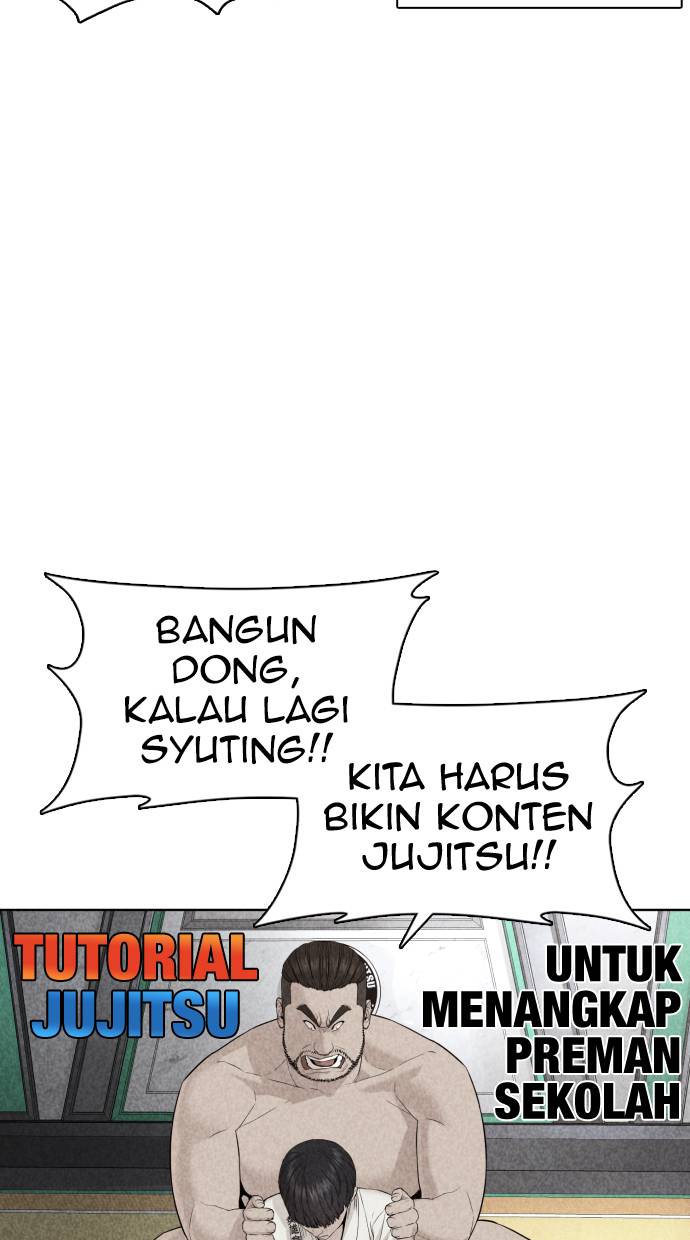 BANGUN
DONG,
KALAU LAGI
SYUTING!!
KITA HARUS
BIKIN KONTEN
JUJITSU!!
TUTORIAL
JUJITSU
UNTUK
MENANGKAP
PREMAN
SEKOLAH